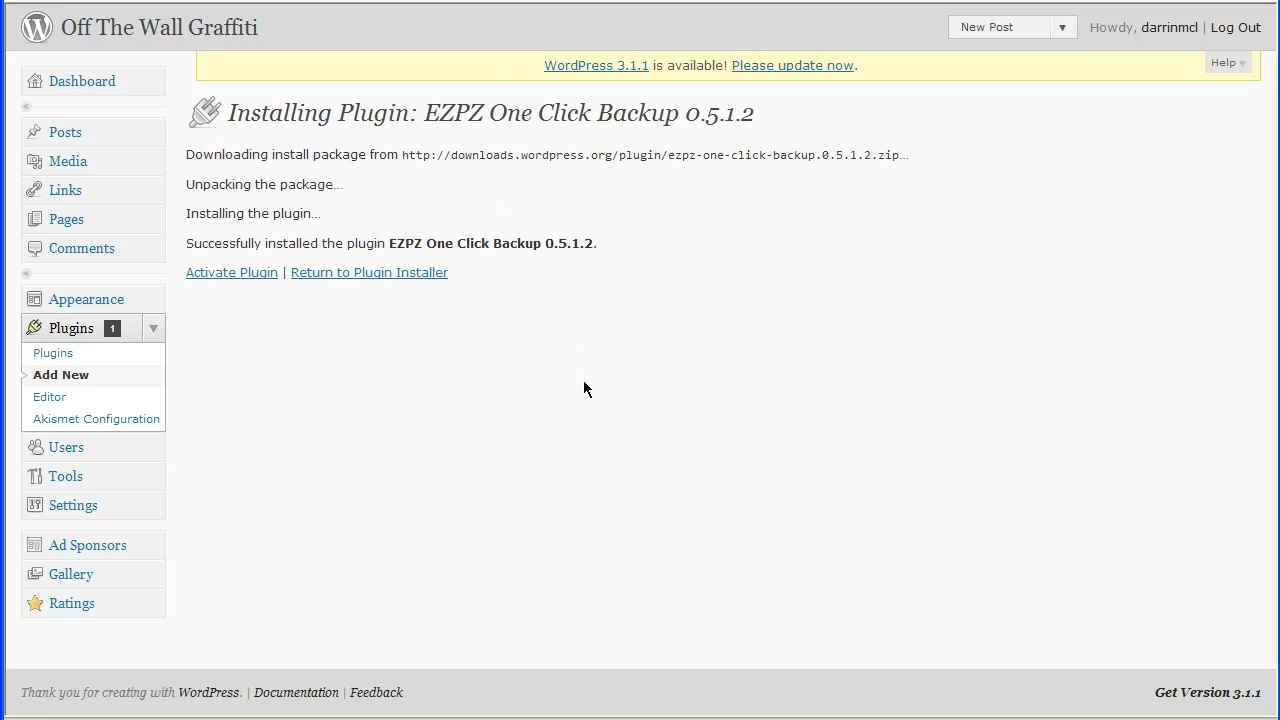 Off The Wall Graffiti
New Post
Howdy, darrinmcl | Log Out
WordPress 3.1.1 is available! Please update now.
Help
Dashboard
Posts
Media
Links
Pages
Comments
Appearance
Plugins 1
Plugins
Add New
Editor
Akismet Configuration
Users
Tools
Settings
Ad Sponsors
Gallery
Ratings
Installing Plugin: EZPZ One Click Backup 0.5.1.2
Downloading install package from http://downloads.wordpress.org/plugin/ezpz-one-click-backup.0.5.1.2.zip…
Unpacking the package…
Installing the plugin…
Successfully installed the plugin EZPZ One Click Backup 0.5.1.2.
Activate Plugin | Return to Plugin Installer
Thank you for creating with WordPress. | Documentation | Feedback
Get Version 3.1.1